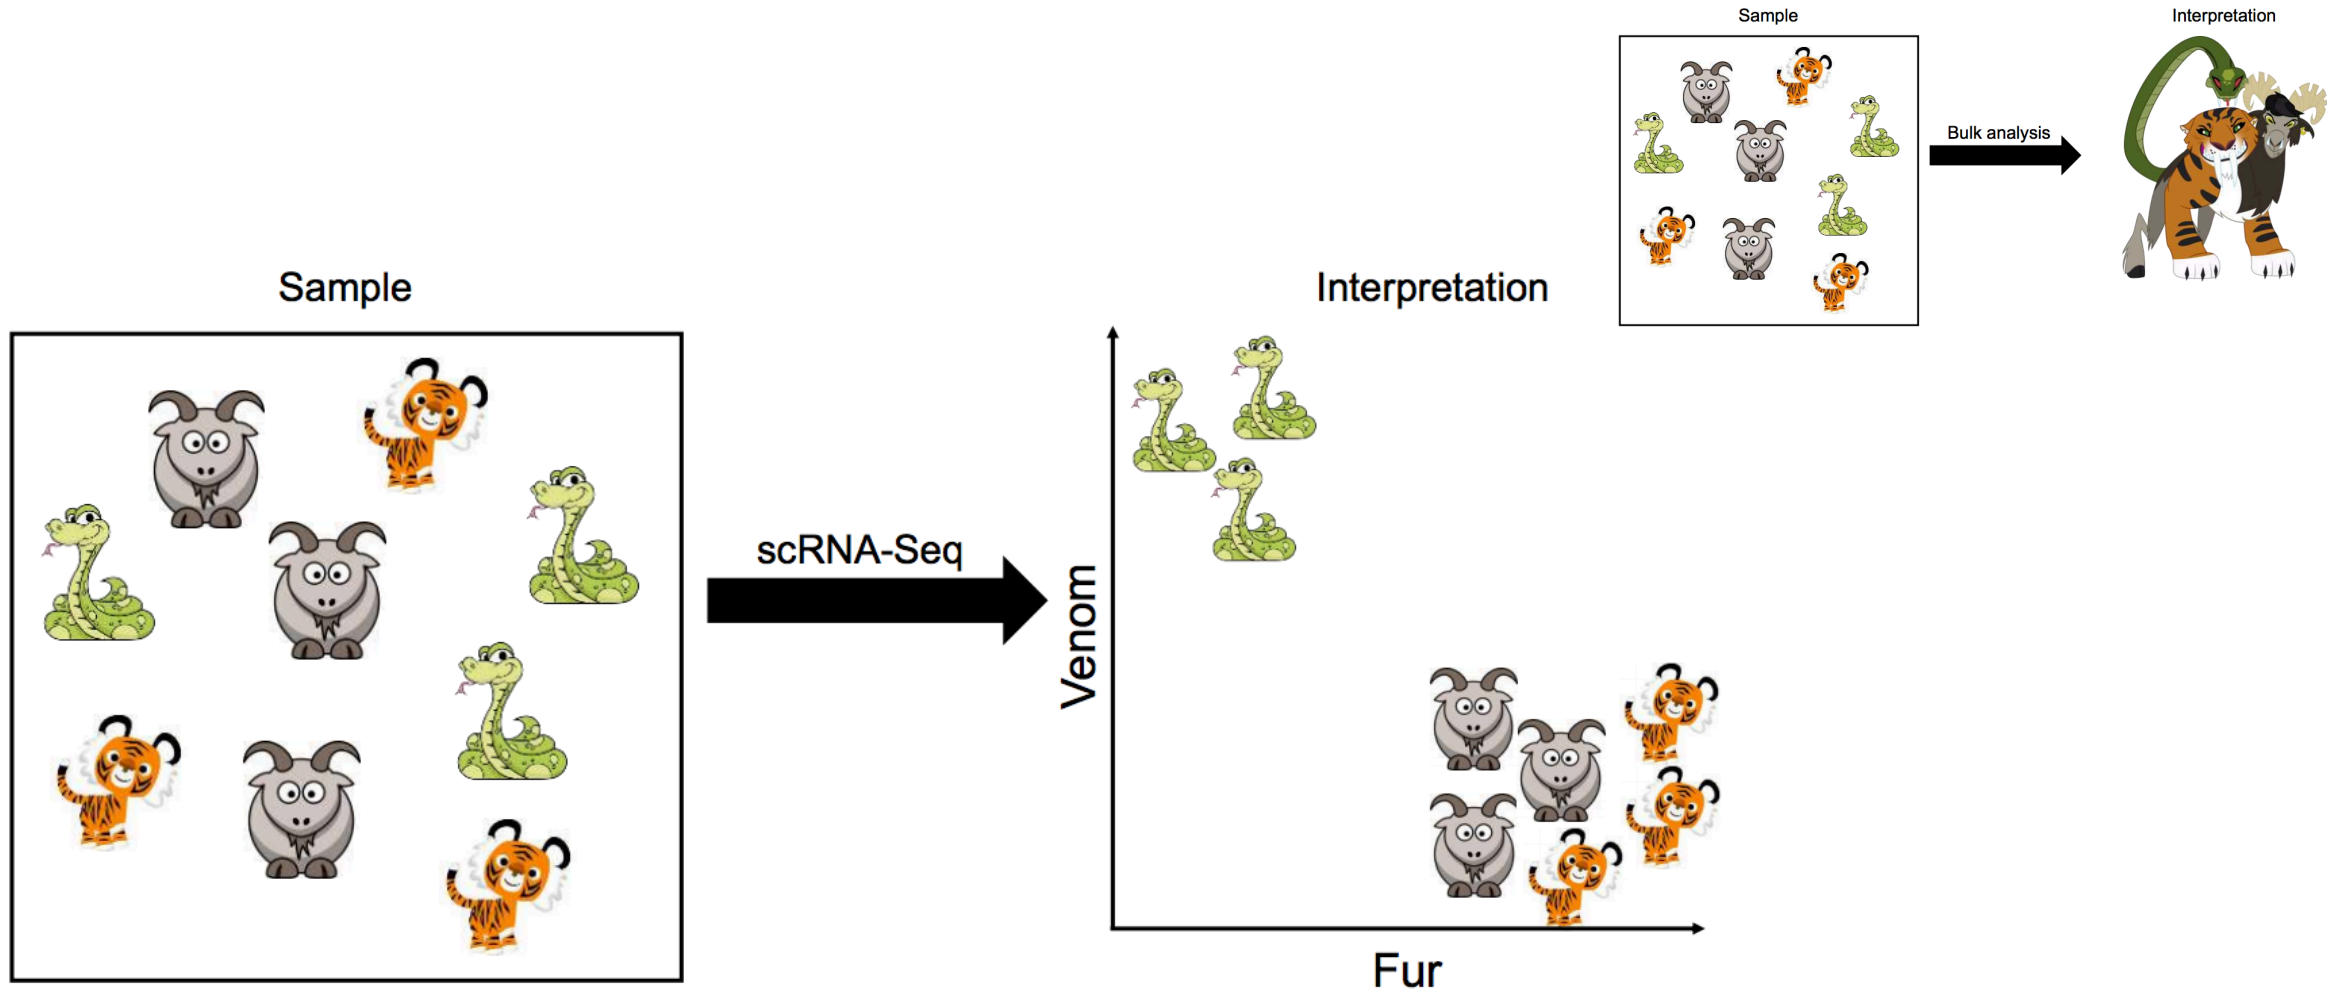 Sample
Interpretation
Bulk analysis
Sample
Interpretation
scRNA-Seq
Venom
Fur